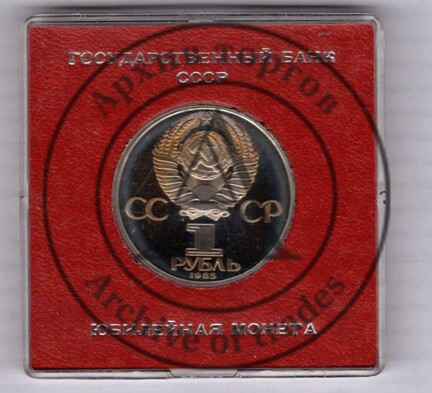 ГОСУДАРСТВЕННЫЙ БАНК
СССР
Архив торгов
СС СР
1
РУБЛЬ
1985
Archive of trades
ЮБИЛЕЙНАЯ МОНЕТА